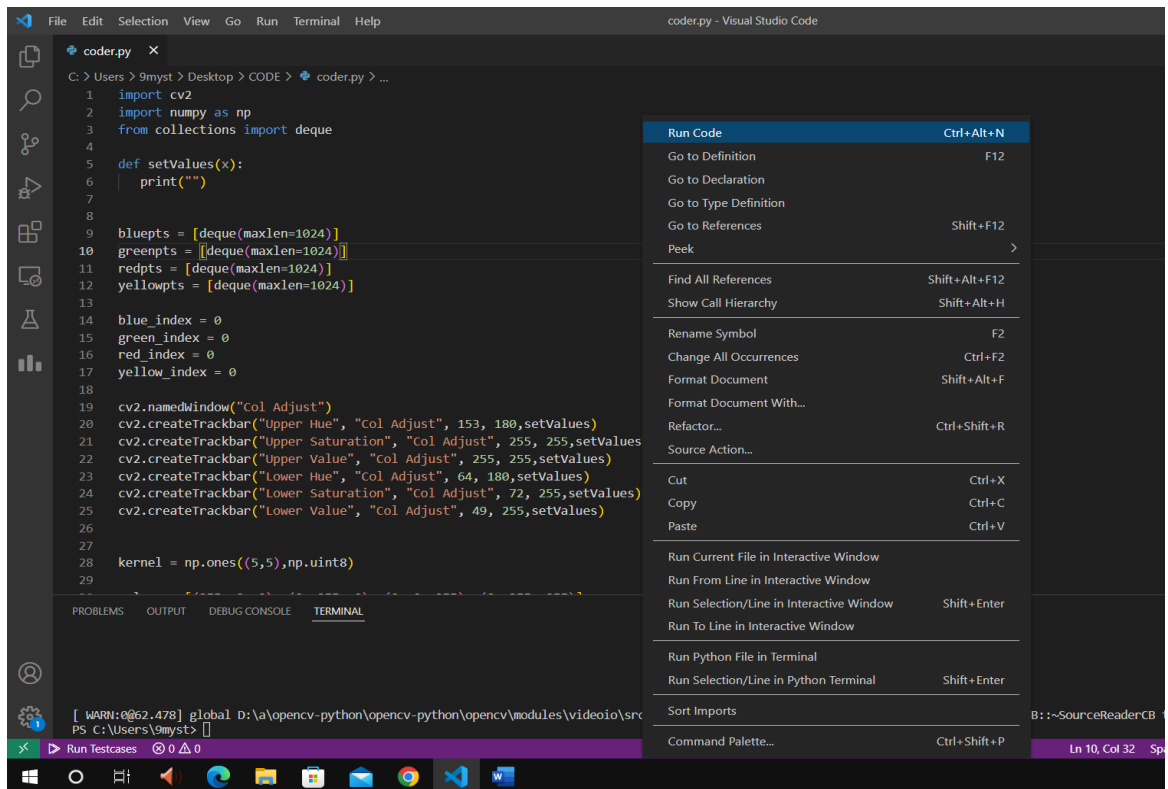 File Edit Selection View Go Run Terminal Help coder.py - Visual Studio Code
coder.py
C: > Users > 9myst > Desktop > CODE > coder.py > ...
1 import cv2
2 import numpy as np
3 from collections import deque
4
5 def setValues(x):
6 print("")
7
8
9 bluepts = [deque(maxlen=1024)]
10 greenpts = [deque(maxlen=1024)]
11 redpts = [deque(maxlen=1024)]
12 yellowpts = [deque(maxlen=1024)]
13
14 blue_index = 0
15 green_index = 0
16 red_index = 0
17 yellow_index = 0
18
19 cv2.namedWindow("Col Adjust")
20 cv2.createTrackbar("Upper Hue", "Col Adjust", 153, 180,setValues)
21 cv2.createTrackbar("Upper Saturation", "Col Adjust", 255, 255,setValues
22 cv2.createTrackbar("Upper Value", "Col Adjust", 255, 255,setValues)
23 cv2.createTrackbar("Lower Hue", "Col Adjust", 64, 180,setValues)
24 cv2.createTrackbar("Lower Saturation", "Col Adjust", 72, 255,setValues)
25 cv2.createTrackbar("Lower Value", "Col Adjust", 49, 255,setValues)
26
27
28 kernel = np.ones((5,5),np.uint8)
29
Run Code Ctrl+Alt+N
Go to Definition F12
Go to Declaration
Go to Type Definition
Go to References Shift+F12
Peek
Find All References Shift+Alt+F12
Show Call Hierarchy Shift+Alt+H
Rename Symbol F2
Change All Occurrences Ctrl+F2
Format Document Shift+Alt+F
Format Document With...
Refactor... Ctrl+Shift+R
Source Action...
Cut Ctrl+X
Copy Ctrl+C
Paste Ctrl+V
Run Current File in Interactive Window
Run From Line in Interactive Window
Run Selection/Line in Interactive Window Shift+Enter
Run To Line in Interactive Window
Run Python File in Terminal
Run Selection/Line in Python Terminal Shift+Enter
Sort Imports
Command Palette... Ctrl+Shift+P
PROBLEMS OUTPUT DEBUG CONSOLE TERMINAL
[ WARN:0@62.478] global D:\a\opencv-python\opencv-python\opencv\modules\videoio\src B::~SourceReaderCB
PS C:\Users\9myst>
1
Run Testcases 0 0 Ln 10, Col 32 Spa
W